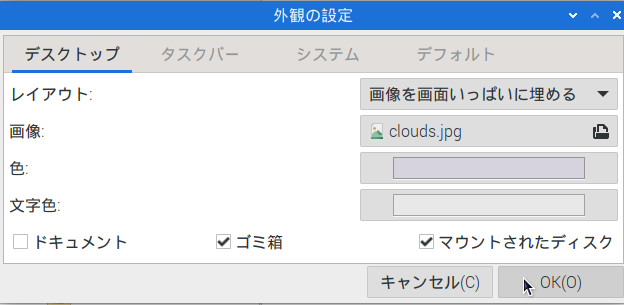 外観の設定
デスクトップ タスクバー システム デフォルト
レイアウト: 画像を画面いっぱいに埋める
画像: clouds.jpg
色:
文字色:
ドキュメント ゴミ箱 マウントされたディスク
キャンセル(C) OK(O)